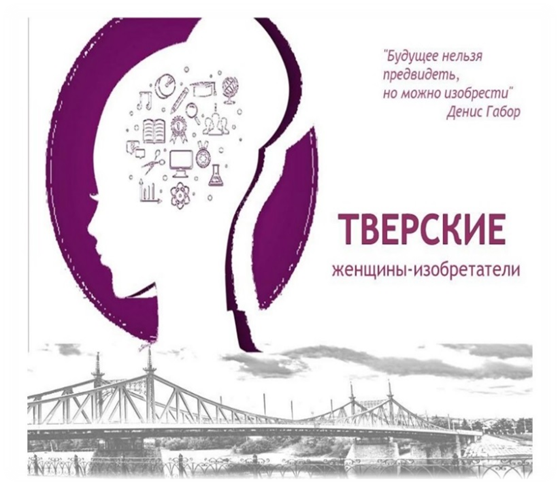 "Будущее нельзя
предвидеть,
но можно изобрести"
Денис Габор
ТВЕРСКИЕ
женщины-изобретатели